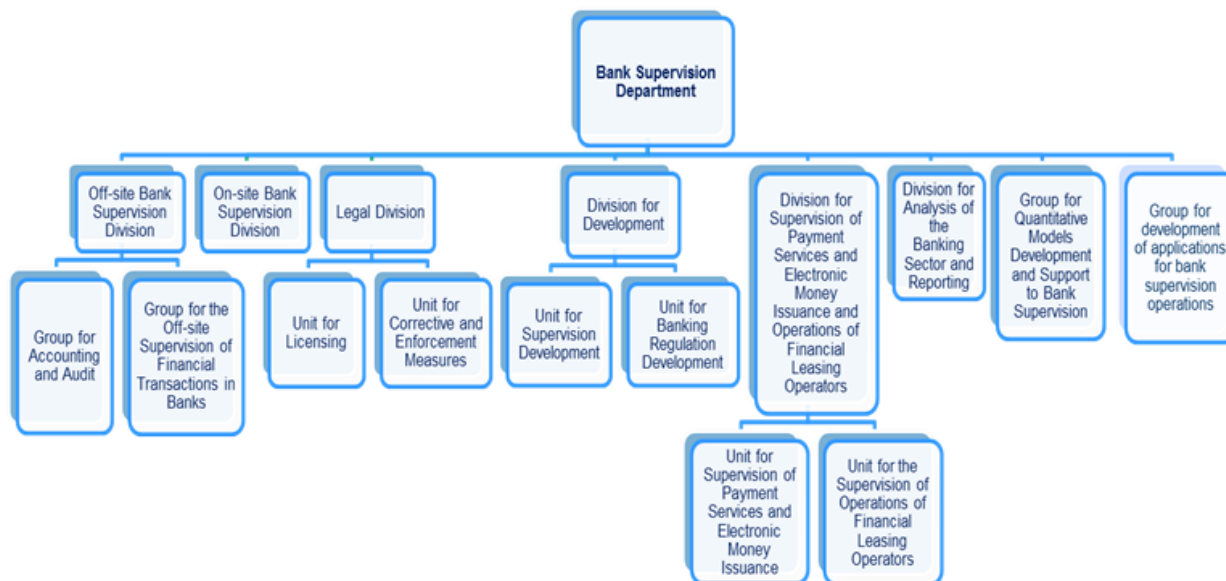 Bank Supervision
Department
Off-site Bank
Supervision
Division
On-site Bank
Supervision
Division
Legal Division
Division for
Development
Division for
Supervision of
Payment
Services and
Electronic
Money
Issuance and
Operations of
Financial
Leasing
Operators
Division for
Analysis of
the
Banking
Sector and
Reporting
Group for
Quantitative
Models
Development
and Support
to Bank
Supervision
Group for
development
of applications
for bank
supervision
operations
Group for
Accounting
and Audit
Group for the
Off-site
Supervision of
Financial
Transactions in
Banks
Unit for
Licensing
Unit for
Corrective and
Enforcement
Measures
Unit for
Supervision
Development
Unit for
Banking
Regulation
Development
Unit for
Supervision of
Payment
Services and
Electronic
Money
Issuance
Unit for the
Supervision of
Operations of
Financial
Leasing
Operators